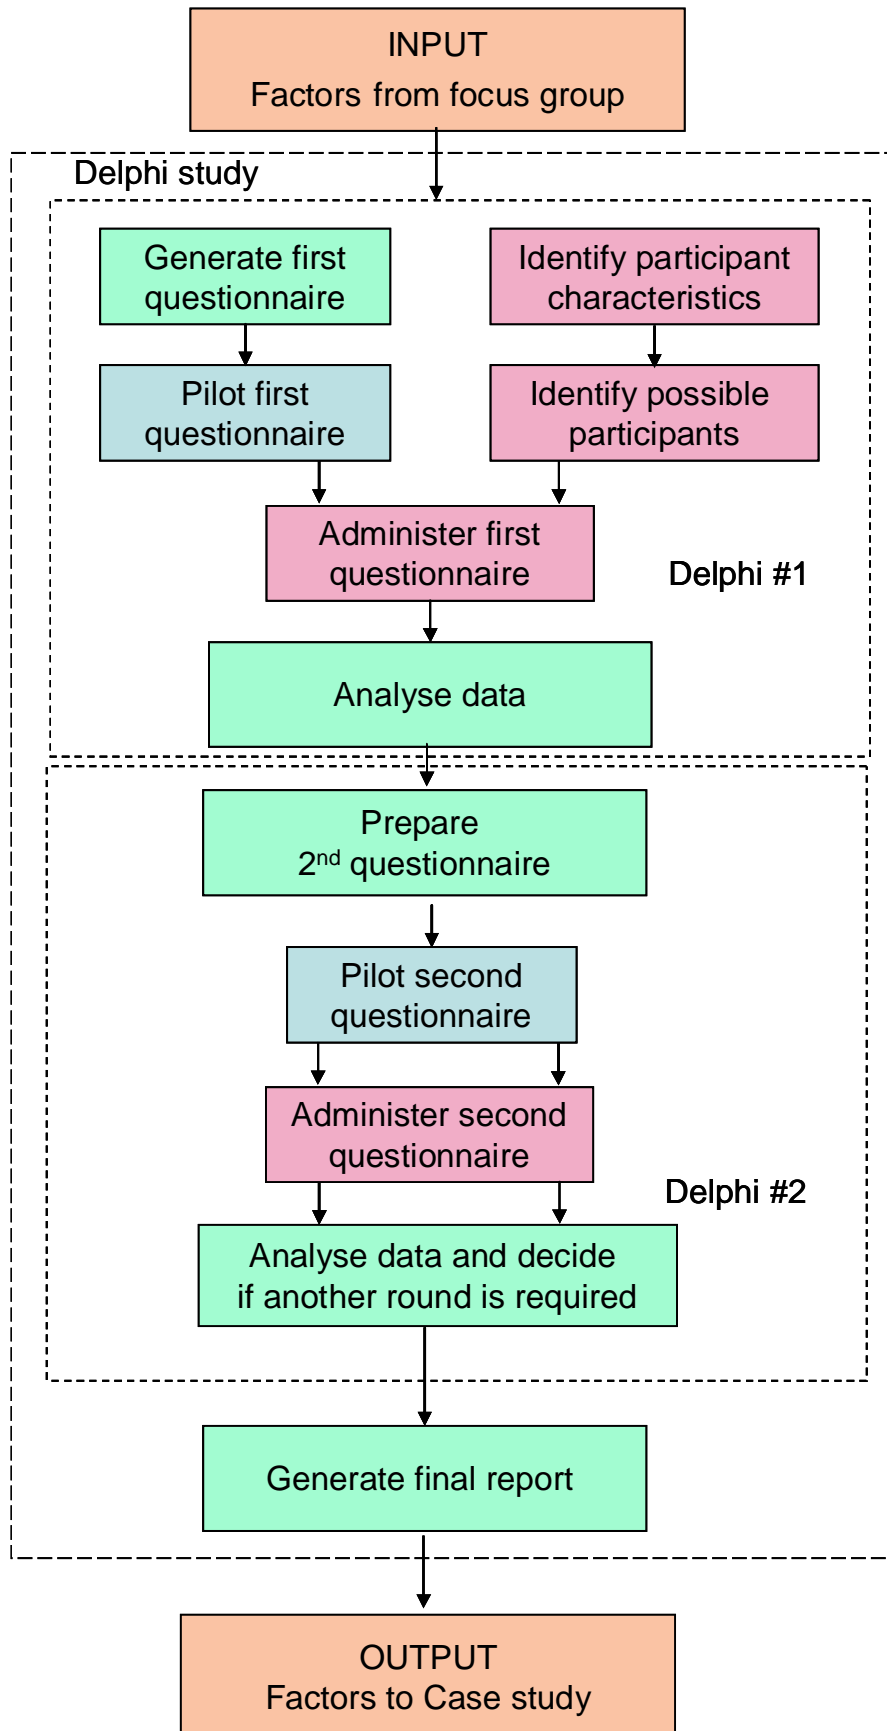 INPUT
Factors from focus group
Delphi study
Generate first
questionnaire
Identify participant
characteristics
Pilot first
questionnaire
Identify possible
participants
Administer first
questionnaire
Delphi #1
Analyse data
Prepare
2nd questionnaire
Pilot second
questionnaire
Administer second
questionnaire
Delphi #2
Analyse data and decide
if another round is required
Generate final report
OUTPUT
Factors to Case study